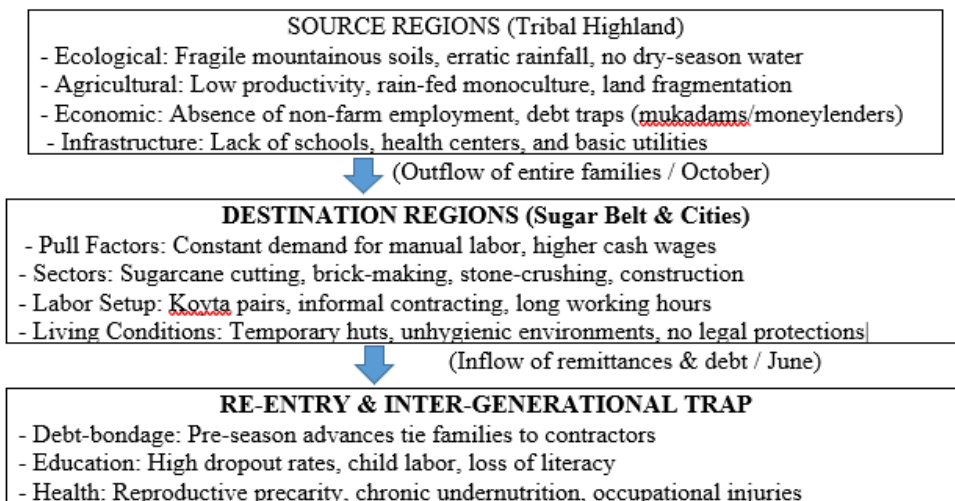 SOURCE REGIONS (Tribal Highland)
- Ecological: Fragile mountainous soils, erratic rainfall, no dry-season water
- Agricultural: Low productivity, rain-fed monoculture, land fragmentation
- Economic: Absence of non-farm employment, debt traps (mukadams/moneylenders)
- Infrastructure: Lack of schools, health centers, and basic utilities
(Outflow of entire families / October)
DESTINATION REGIONS (Sugar Belt & Cities)
- Pull Factors: Constant demand for manual labor, higher cash wages
- Sectors: Sugarcane cutting, brick-making, stone-crushing, construction
- Labor Setup: Koyta pairs, informal contracting, long working hours
- Living Conditions: Temporary huts, unhygienic environments, no legal protections
(Inflow of remittances & debt / June)
RE-ENTRY & INTER-GENERATIONAL TRAP
- Debt-bondage: Pre-season advances tie families to contractors
- Education: High dropout rates, child labor, loss of literacy
- Health: Reproductive precarity, chronic undernutrition, occupational injuries